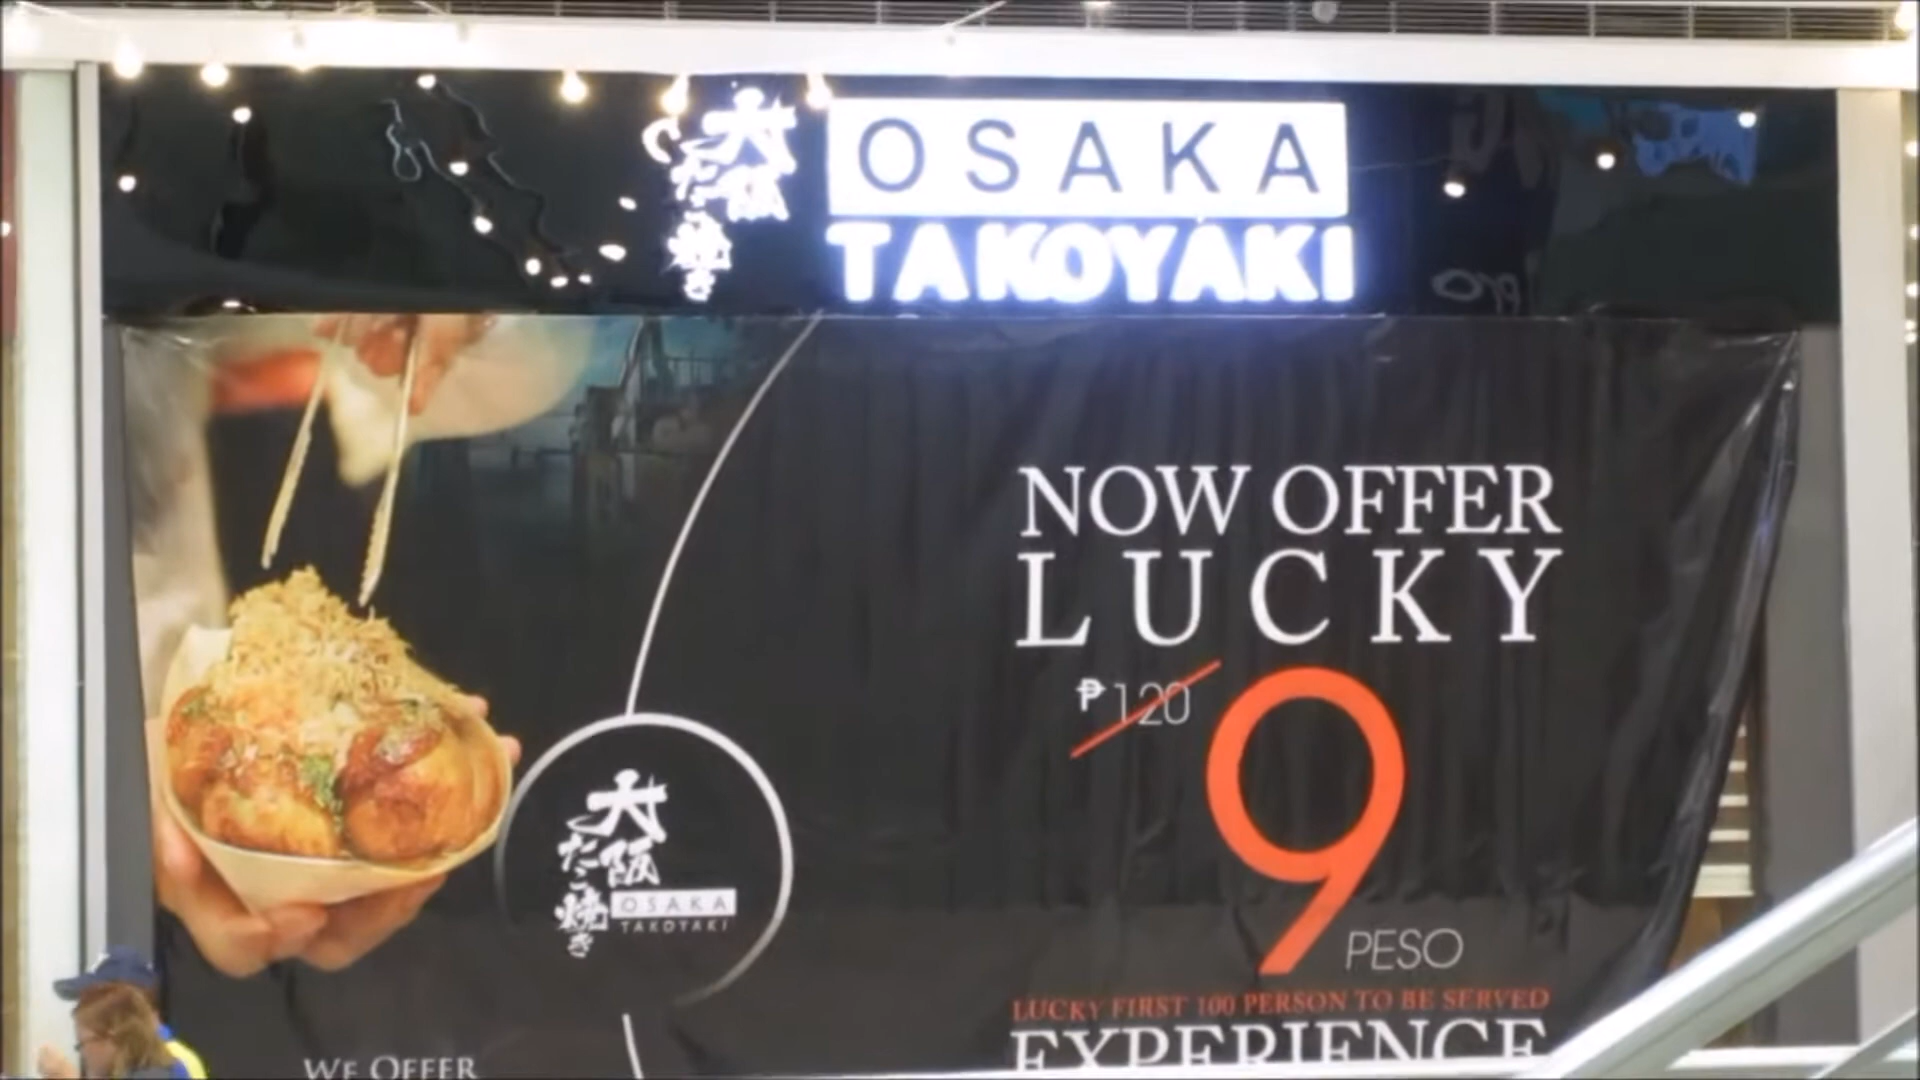 大阪
たこ焼き
OSAKA
TAKOYAKI
NOW OFFER
LUCKY
₱120
9
PESO
LUCKY FIRST 100 PERSON TO BE SERVED
EXPERIENCE
大阪
たこ焼き
OSAKA
TAKOYAKI
WE OFFER